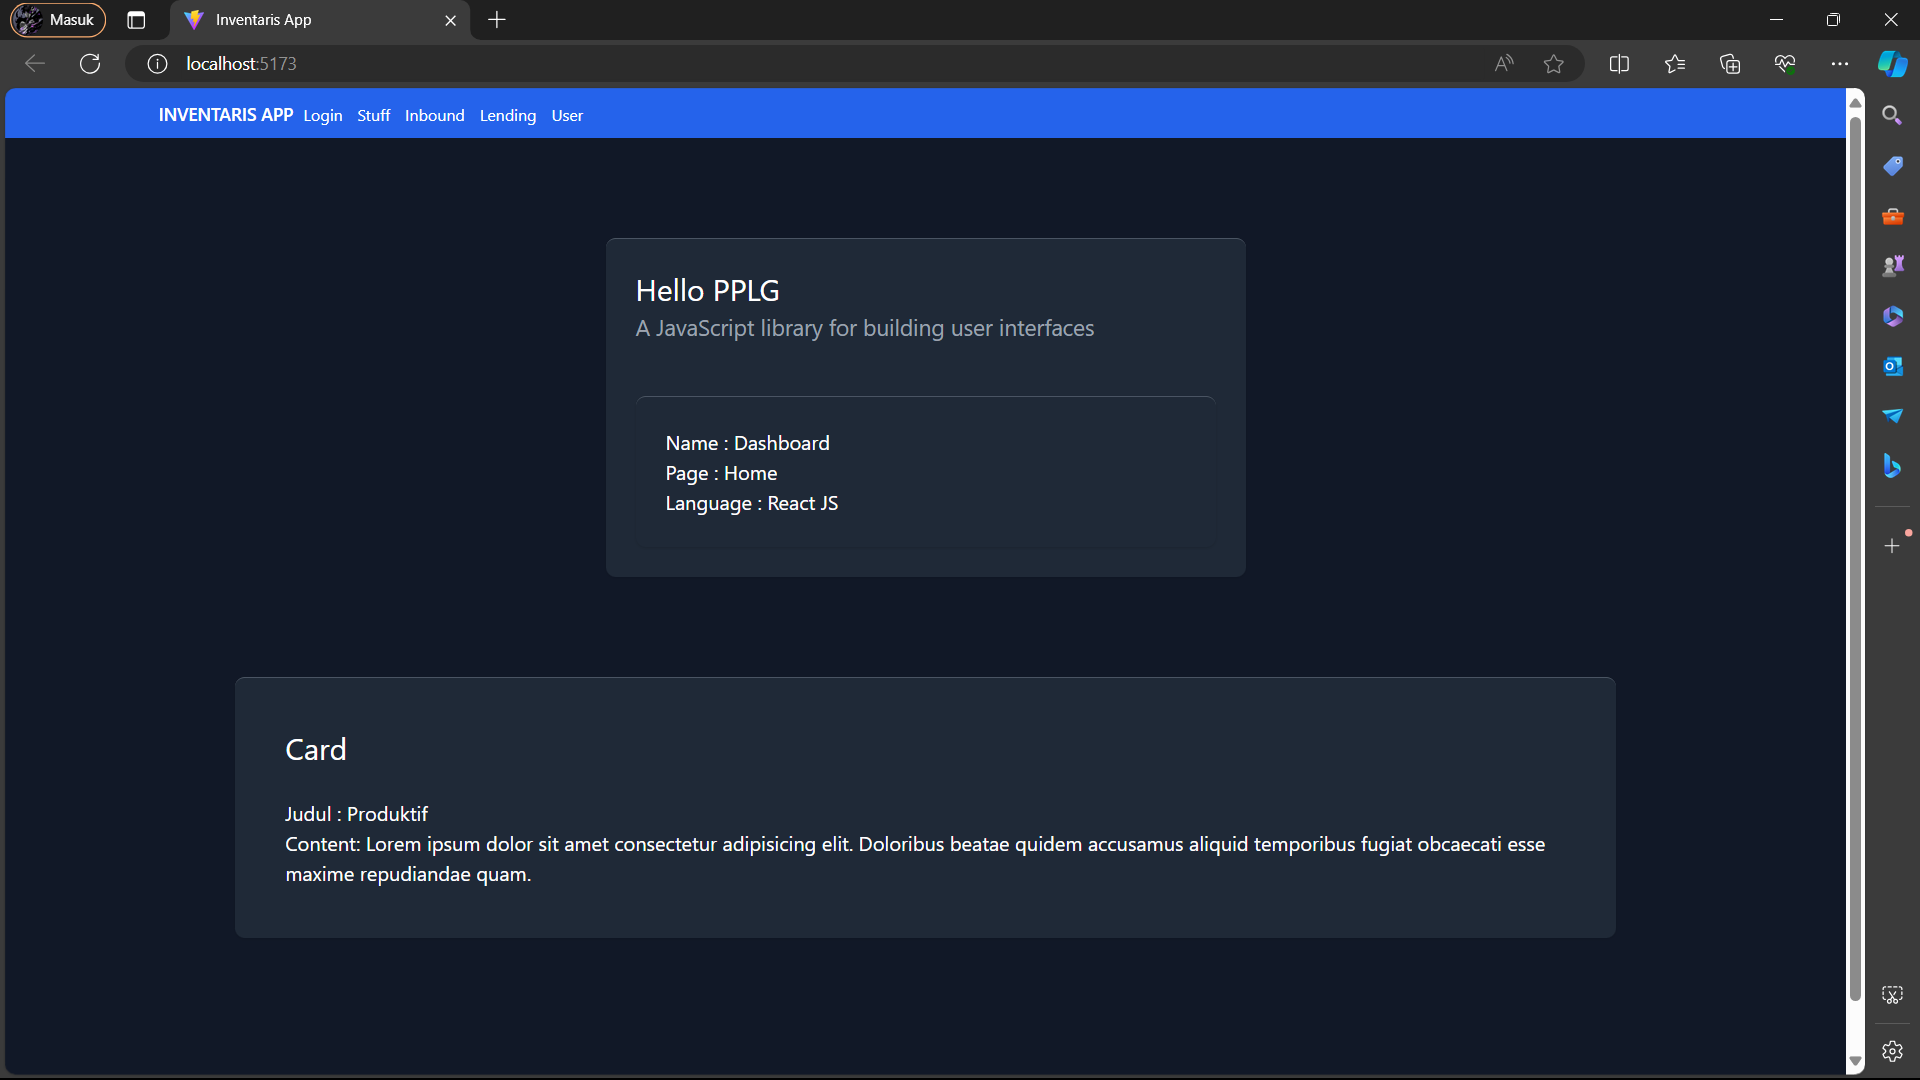 Masuk
Inventaris App
localhost:5173
INVENTARIS APP Login Stuff Inbound Lending User
Hello PPLG
A JavaScript library for building user interfaces
Name : Dashboard
Page : Home
Language : React JS
Card
Judul : Produktif
Content: Lorem ipsum dolor sit amet consectetur adipisicing elit. Doloribus beatae quidem accusamus aliquid temporibus fugiat obcaecati esse
maxime repudiandae quam.